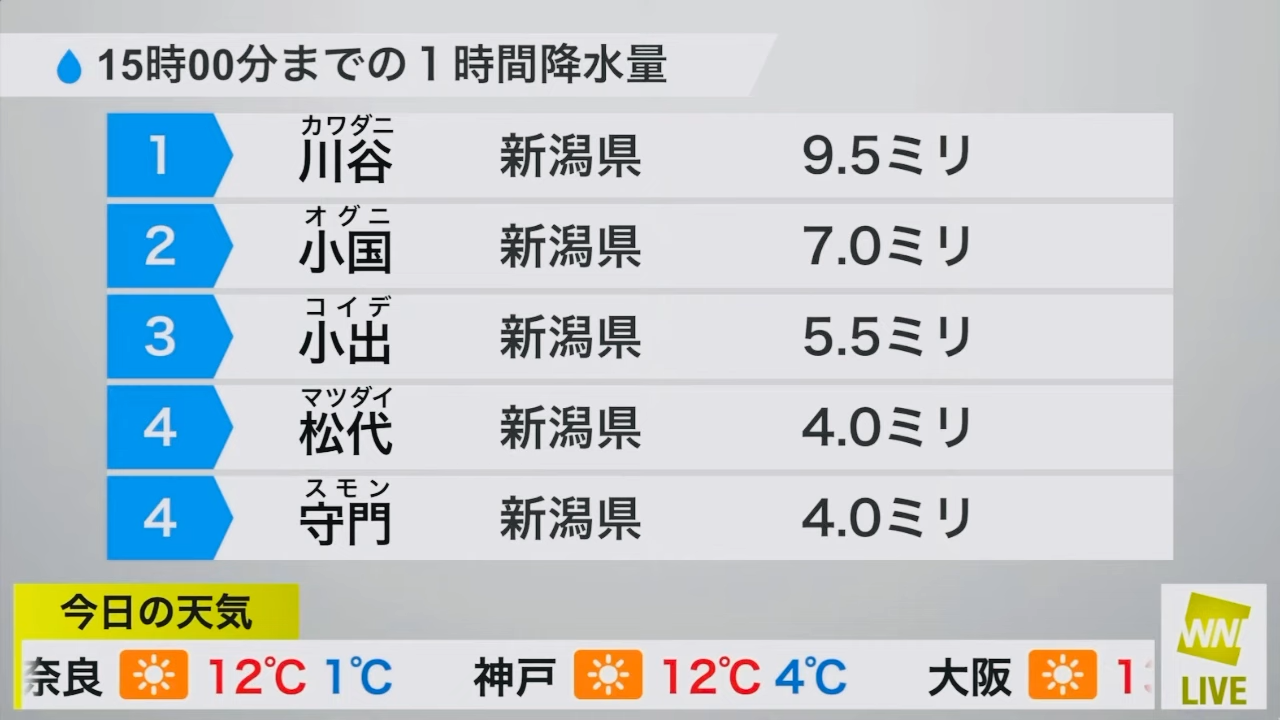 15時00分までの１時間降水量
カワダニ
1 川谷 新潟県 9.5ミリ
オグニ
2 小国 新潟県 7.0ミリ
コイデ
3 小出 新潟県 5.5ミリ
マツダイ
4 松代 新潟県 4.0ミリ
スモン
4 守門 新潟県 4.0ミリ
今日の天気
奈良 12℃ 1℃ 神戸 12℃ 4℃ 大阪 1
WNI
LIVE